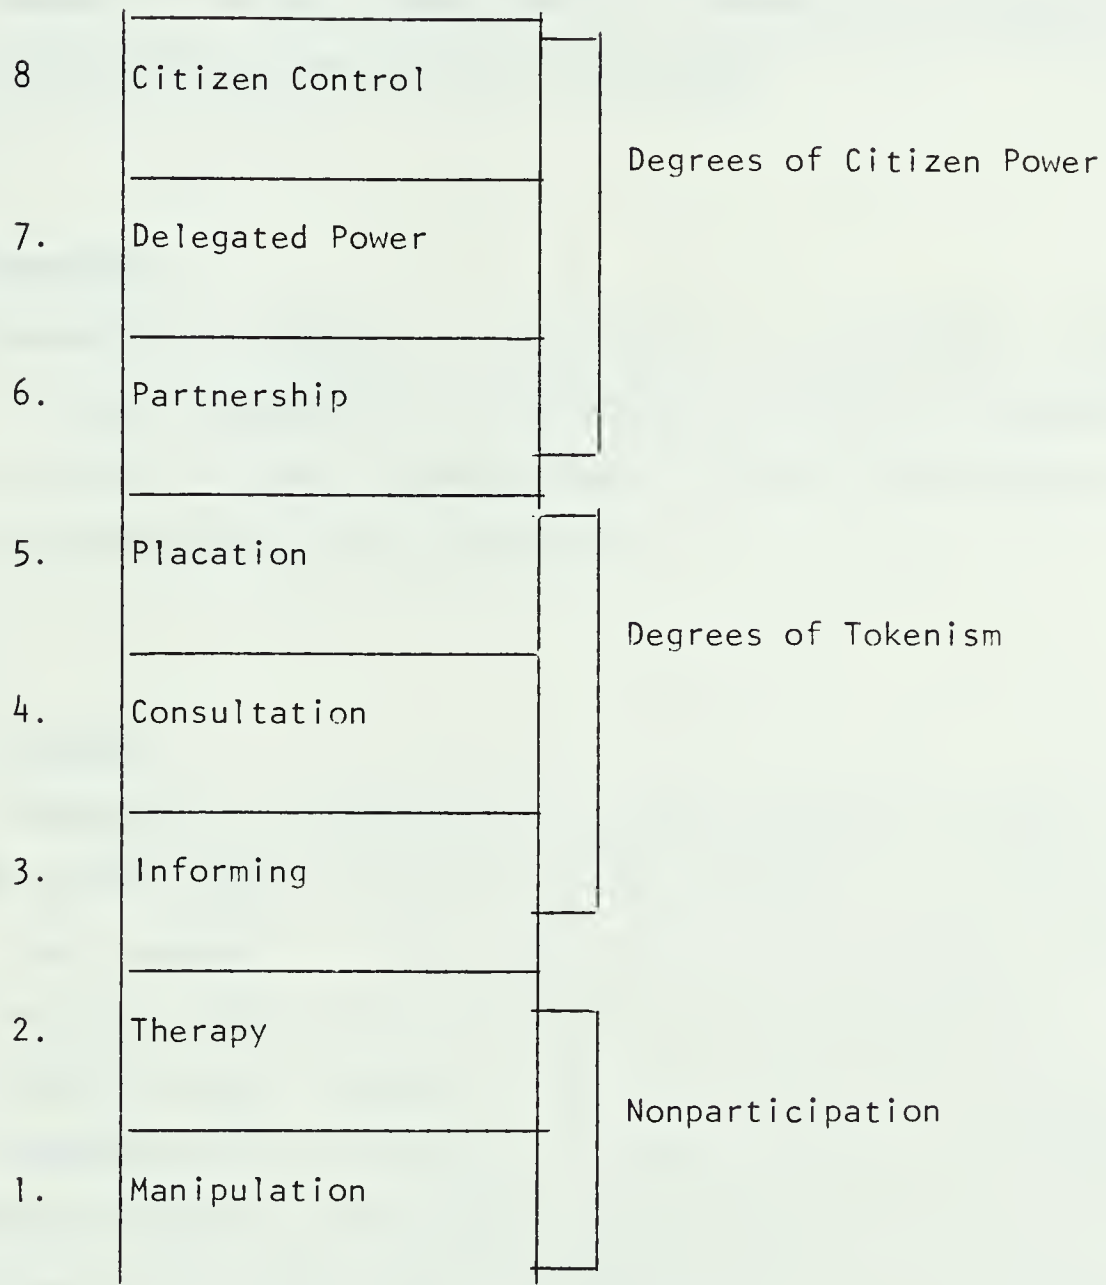 8 Citizen Control
Degrees of Citizen Power
7. Delegated Power
6. Partnership
5. Placation
Degrees of Tokenism
4. Consultation
3. Informing
2. Therapy
Nonparticipation
1. Manipulation